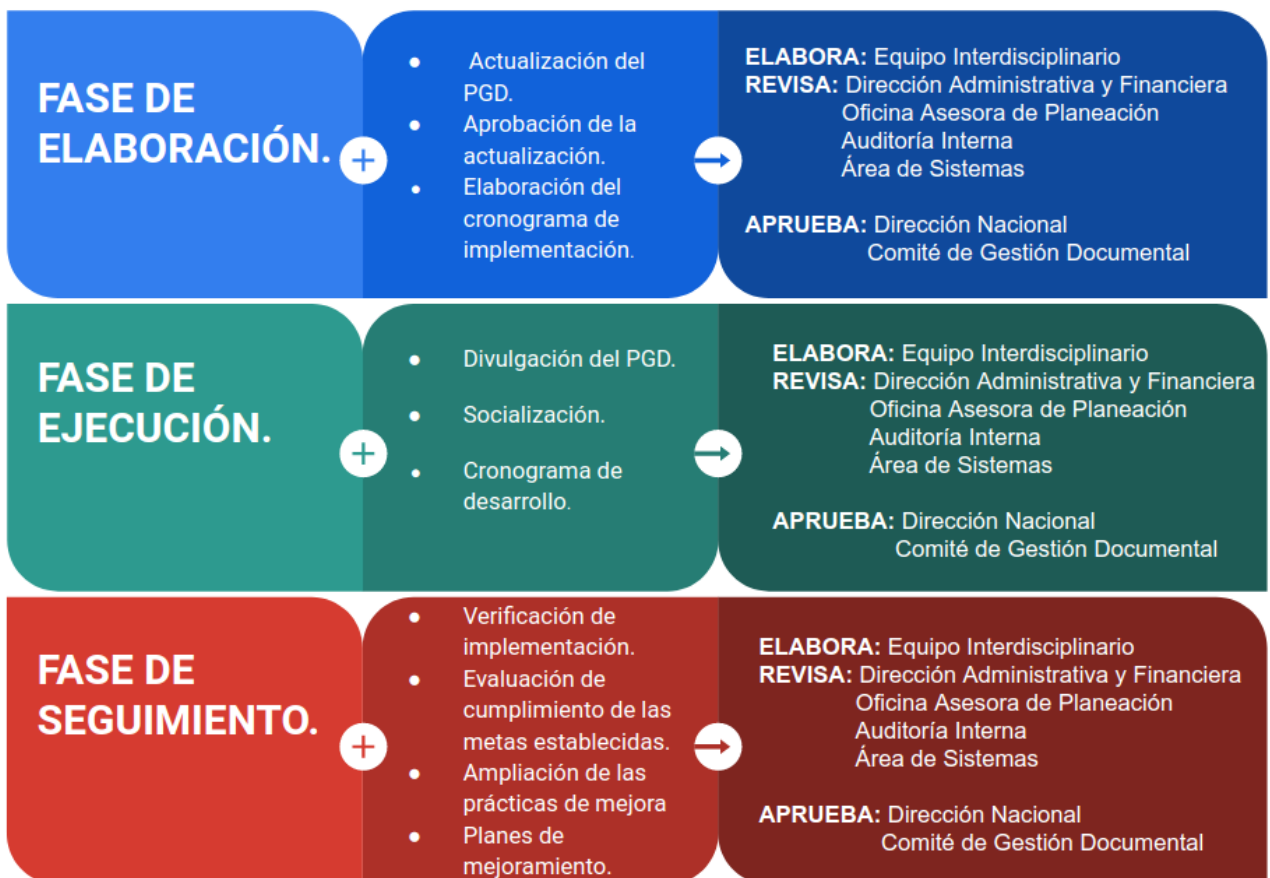 FASE DE
ELABORACIÓN.
● Actualización del
PGD.
● Aprobación de la
actualización.
● Elaboración del
cronograma de
implementación.
ELABORA: Equipo Interdisciplinario
REVISA: Dirección Administrativa y Financiera
Oficina Asesora de Planeación
Auditoría Interna
Área de Sistemas
APRUEBA: Dirección Nacional
Comité de Gestión Documental
FASE DE
EJECUCIÓN.
● Divulgación del PGD.
● Socialización.
● Cronograma de
desarrollo.
ELABORA: Equipo Interdisciplinario
REVISA: Dirección Administrativa y Financiera
Oficina Asesora de Planeación
Auditoría Interna
Área de Sistemas
APRUEBA: Dirección Nacional
Comité de Gestión Documental
FASE DE
SEGUIMIENTO.
● Verificación de
implementación.
● Evaluación de
cumplimiento de las
metas establecidas.
● Ampliación de las
prácticas de mejora
● Planes de
mejoramiento.
ELABORA: Equipo Interdisciplinario
REVISA: Dirección Administrativa y Financiera
Oficina Asesora de Planeación
Auditoría Interna
Área de Sistemas
APRUEBA: Dirección Nacional
Comité de Gestión Documental